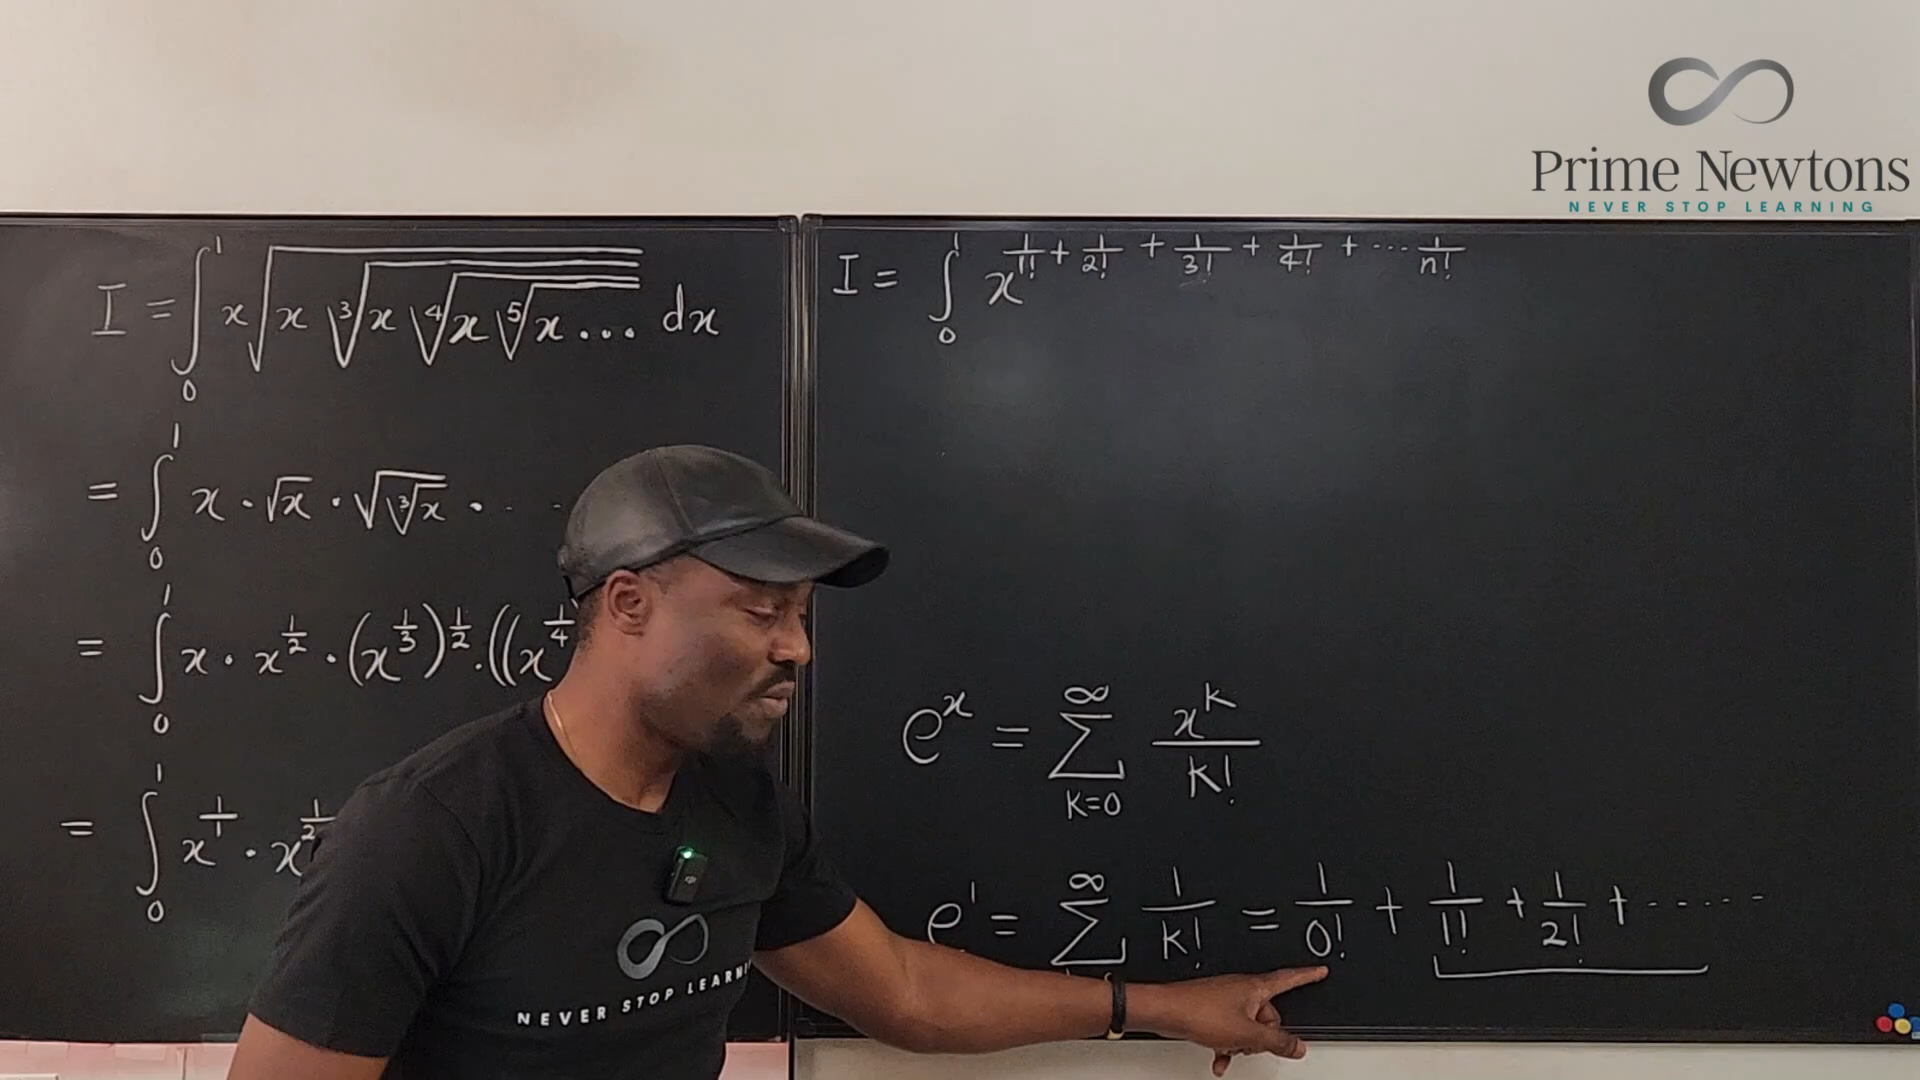 Prime Newtons
NEVER STOP LEARNING
I = ∫₀¹ x √(x ∛(x ∜(x ⁵√(x ...)))) dx
= ∫₀¹ x · √x · √(∛x) · . . .
= ∫₀¹ x · x^(1/2) · (x^(1/3))^(1/2) · ((x^(1/4)
= ∫₀¹ x^(1/1) · x^(1/2
I = ∫₀¹ x^(1/1! + 1/2! + 1/3! + 1/4! + ... 1/n!)
e^x = ∑_(K=0)^∞ x^K/K!
e^1 = ∑^∞ 1/K! = 1/0! + 1/1! + 1/2! + ......
NEVER STOP LEARN